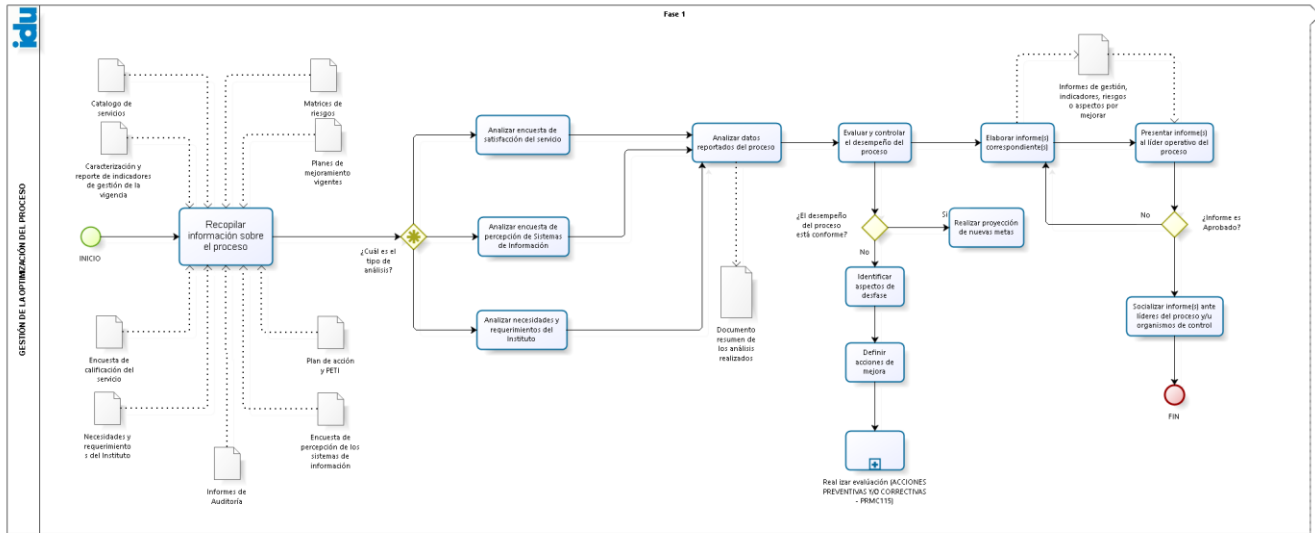 Fase 1
idu
GESTIÓN DE LA OPTIMIZACIÓN DEL PROCESO
Catalogo de
servicios
Matrices de
riesgos
Caracterización y
reporte de indicadores
de gestión de la
vigencia
Planes de
mejoramiento
vigentes
INICIO
Recopilar
información sobre
el proceso
Encuesta de
calificación del
servicio
Plan de acción
y PETI
Necesidades y
requerimiento
s del Instituto
Encuesta de
percepción de los
sistemas de
información
Informes de
Auditoría
¿Cuál es el
tipo de
análisis?
Analizar encuesta de
satisfacción del servicio
Analizar encuesta de
percepción de Sistemas de
Información
Analizar necesidades y
requerimientos del
Instituto
Analizar datos
reportados del proceso
Documento
resumen de
los análisis
realizados
Evaluar y controlar
el desempeño del
proceso
¿El desempeño
del proceso
está conforme?
Si
Realizar proyección
de nuevas metas
No
Identificar
aspectos de
desfase
Definir
acciones de
mejora
Real izar evalúación (ACCIONES
PREVENTIVAS Y/O CORRECTIVAS
- PRMC115)
Elaborar informe(s)
correspondiente(s)
Informes de gestión,
indicadores, riesgos
o aspectos por
mejorar
Presentar informe(s)
al líder operativo del
proceso
No
¿Informe es
Aprobado?
Socializar informe(s) ante
líderes del proceso y/u
organismos de control
FIN